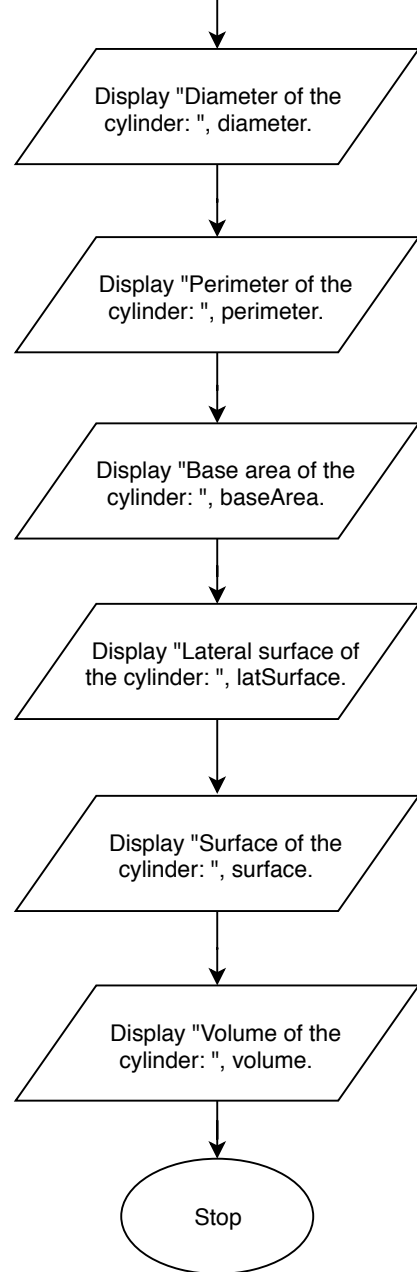 Display "Diameter of the
cylinder: ", diameter.
Display "Perimeter of the
cylinder: ", perimeter.
Display "Base area of the
cylinder: ", baseArea.
Display "Lateral surface of
the cylinder: ", latSurface.
Display "Surface of the
cylinder: ", surface.
Display "Volume of the
cylinder: ", volume.
Stop